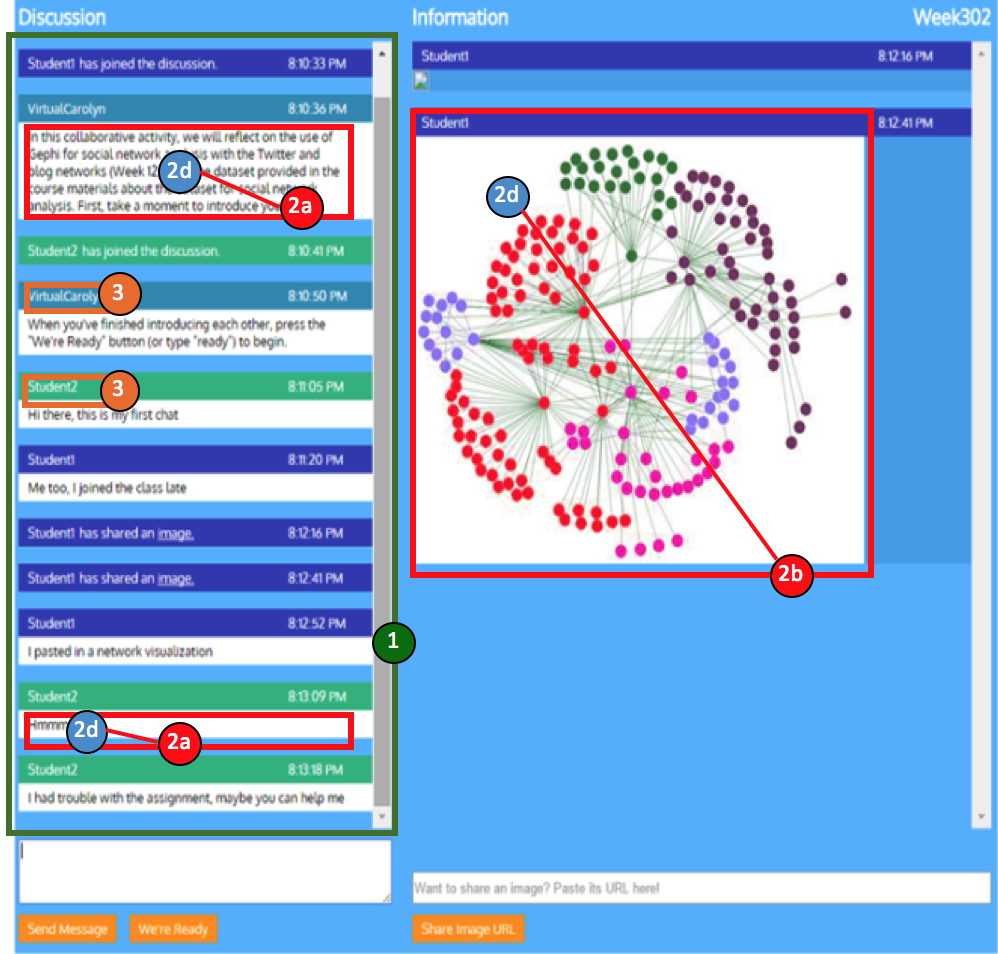 Discussion
Student1 has joined the discussion. 8:10:33 PM
VirtualCarolyn 8:10:36 PM
In this collaborative activity, we will reflect on the use of
Gephi for social network analysis with the Twitter and
blog networks (Week 12 dataset provided in the
course materials about the dataset for social network
analysis. First, take a moment to introduce
2d
2a
Student2 has joined the discussion. 8:10:41 PM
VirtualCaroly 8:10:50 PM
3
When you've finished introducing each other, press the
"We're Ready" button (or type "ready") to begin.
Student2 8:11:05 PM
3
Hi there, this is my first chat
Student1 8:11:20 PM
Me too, I joined the class late
Student1 has shared an image. 8:12:16 PM
Student1 has shared an image. 8:12:41 PM
Student1 8:12:52 PM
I pasted in a network visualization
1
Student2 8:13:09 PM
Hmmm
2d
2a
Student2 8:13:18 PM
I had trouble with the assignment, maybe you can help me
Send Message We're Ready
Information Week302
Student1 8:12:16 PM
Student1 8:12:41 PM
2d
2b
Want to share an image? Paste its URL here!
Share Image URL